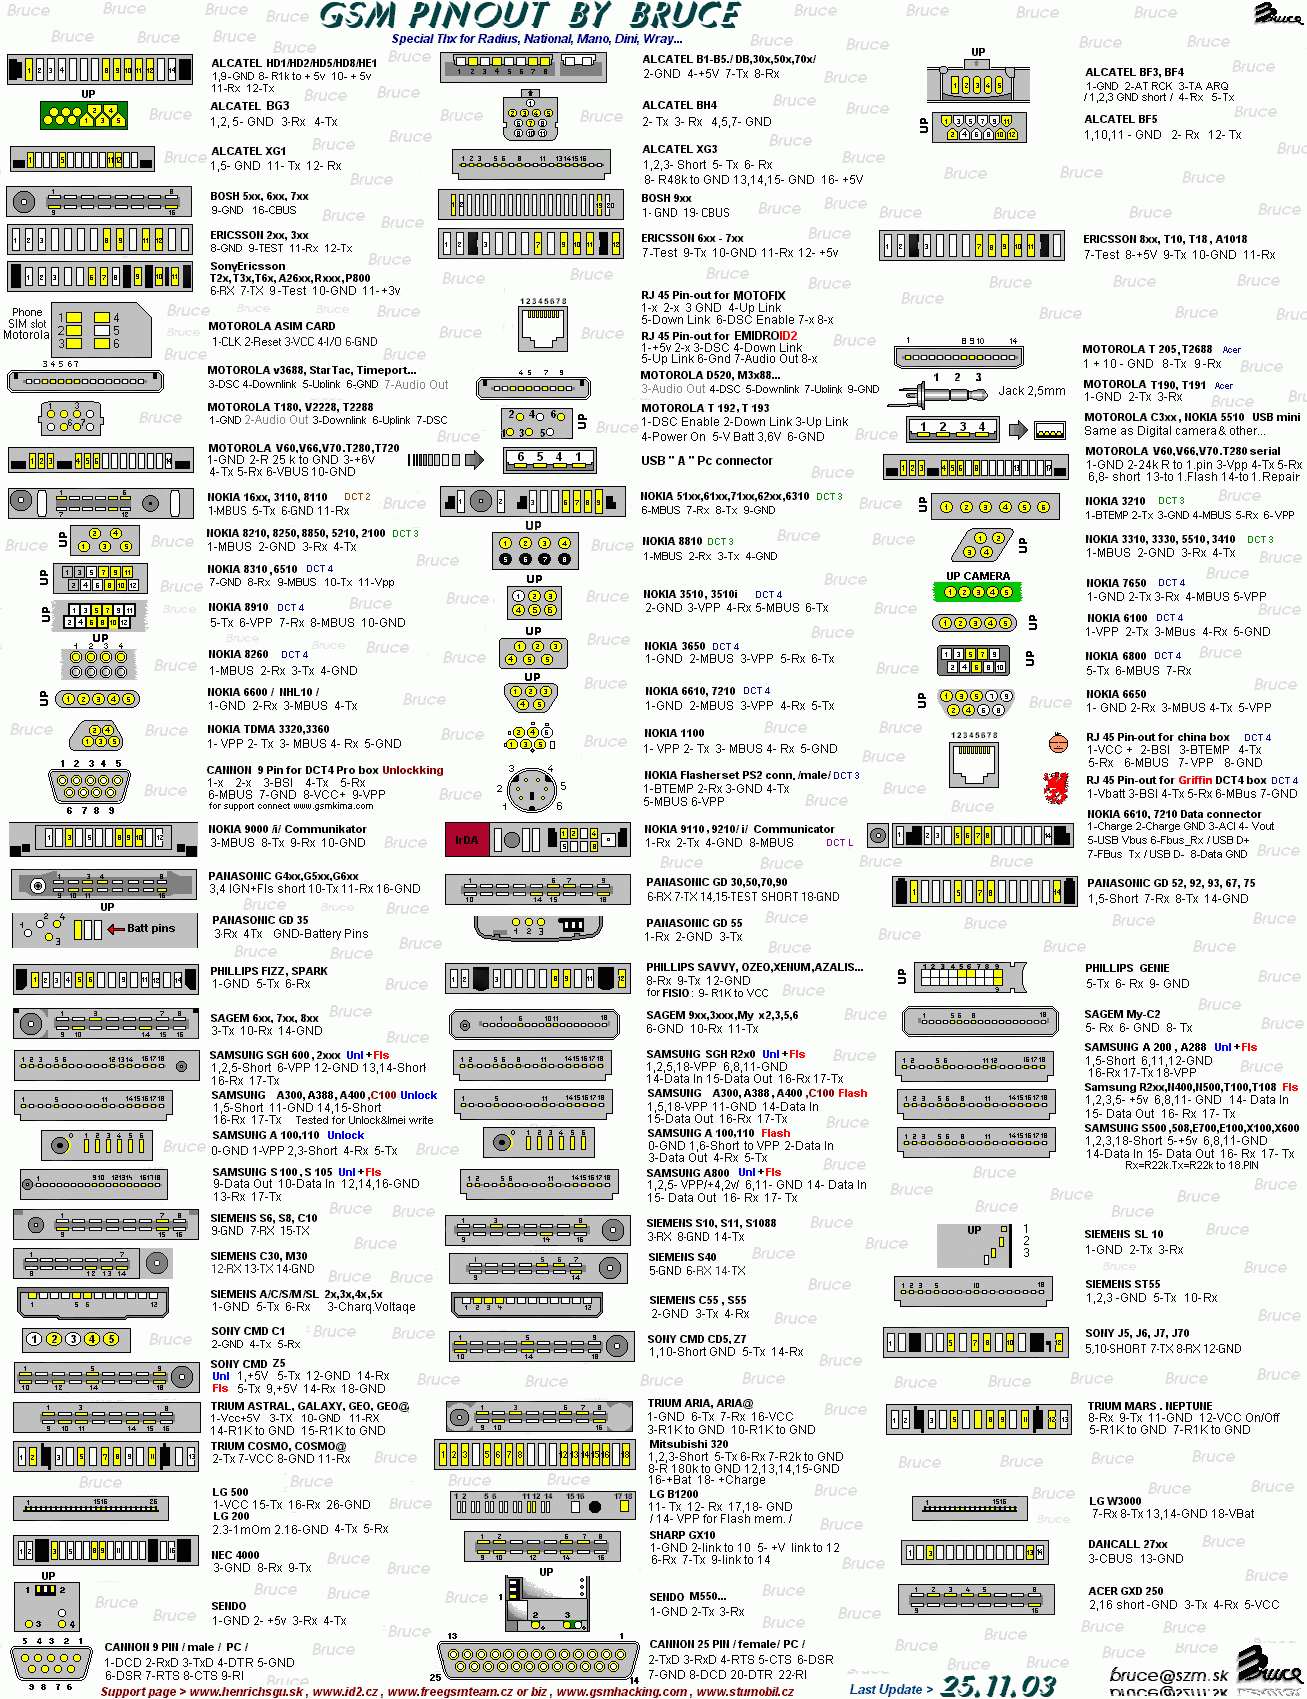 GSM PINOUT BY BRUCE
Special Thx for Radius, National, Mano, Dini, Wray...
ALCATEL HD1/HD2/HD5/HD8/HE1
1,9-GND 8- R1k to + 5v 10- + 5v
11-Rx 12-Tx
ALCATEL B1-B5./ DB,30x,50x,70x/
2-GND 4-+5V 7-Tx 8-Rx
ALCATEL BF3, BF4
1-GND 2-AT RCK 3-TA ARQ
/ 1,2,3 GND short / 4-Rx 5-Tx
ALCATEL BG3
1,2, 5- GND 3-Rx 4-Tx
ALCATEL BH4
2- Tx 3- Rx 4,5,7- GND
ALCATEL BF5
1,10,11 - GND 2- Rx 12- Tx
ALCATEL XG1
1,5- GND 11- Tx 12- Rx
ALCATEL XG3
1,2,3- Short 5- Tx 6- Rx
8- R48k to GND 13,14,15- GND 16- +5V
BOSH 5xx, 6xx, 7xx
9-GND 16-CBUS
BOSH 9xx
1- GND 19- CBUS
ERICSSON 2xx, 3xx
8-GND 9-TEST 11-Rx 12-Tx
ERICSSON 6xx - 7xx
7-Test 9-Tx 10-GND 11-Rx 12- +5v
ERICSSON 8xx, T10, T18 , A1018
7-Test 8-+5V 9-Tx 10-GND 11-Rx
SonyEricsson
T2x,T3x,T6x, A26xx,Rxxx,P800
6-RX 7-TX 9-Test 10-GND 11-+3v
RJ 45 Pin-out for MOTOFIX
1-x 2-x 3 GND 4-Up Link
5-Down Link 6-DSC Enable 7-x 8-x
Phone
SIM slot
Motorola
MOTOROLA ASIM CARD
1-CLK 2-Reset 3-VCC 4-I/O 6-GND
RJ 45 Pin-out for EMIDROID2
1-+5v 2-x 3-DSC 4-Down Link
5-Up Link 6-Gnd 7-Audio Out 8-x
MOTOROLA T 205, T2688 Acer
1 + 10 - GND 8-Tx 9-Rx
MOTOROLA v3688, StarTac, Timeport...
3-DSC 4-Downlink 5-Uplink 6-GND 7-Audio Out
MOTOROLA D520, M3x88...
3-Audio Out 4-DSC 5-Downlink 7-Uplink 9-GND
Jack 2,5mm
MOTOROLA T190, T191 Acer
1-GND 2-Tx 3-Rx
MOTOROLA T180, V2228, T2288
1-GND 2-Audio Out 3-Downlink 6-Uplink 7-DSC
MOTOROLA T 192, T 193
1-DSC Enable 2-Down Link 3-Up Link
4-Power On 5-V Batt 3,6V 6-GND
MOTOROLA C3xx , NOKIA 5510 USB mini
Same as Digital camera & other...
MOTOROLA V60,V66,V70.T280,T720
1-GND 2-R 25 k to GND 3-+6V
4-Tx 5-Rx 6-VBUS 10-GND
USB " A " Pc connector
MOTOROLA V60,V66,V70.T280 serial
1-GND 2-24k R to 1.pin 3-Vpp 4-Tx 5-Rx
6,8- short 13-to 1.Flash 14-to 1.Repair
NOKIA 16xx, 3110, 8110 DCT 2
1-MBUS 5-Tx 6-GND 11-Rx
NOKIA 51xx,61xx,71xx,62xx,6310 DCT 3
6-MBUS 7-Rx 8-Tx 9-GND
NOKIA 3210 DCT 3
1-BTEMP 2-Tx 3-GND 4-MBUS 5-Rx 6-VPP
NOKIA 8210, 8250, 8850, 5210, 2100 DCT 3
1-MBUS 2-GND 3-Rx 4-Tx
NOKIA 8810 DCT 3
1-MBUS 2-Rx 3-Tx 4-GND
NOKIA 3310, 3330, 5510, 3410 DCT 3
1-MBUS 2-GND 3-Rx 4-Tx
NOKIA 8310 ,6510 DCT 4
7-GND 8-Rx 9-MBUS 10-Tx 11-Vpp
NOKIA 3510, 3510i DCT 4
2-GND 3-VPP 4-Rx 5-MBUS 6-Tx
UP CAMERA
NOKIA 7650 DCT 4
1-GND 2-Tx 3-Rx 4-MBUS 5-VPP
NOKIA 8910 DCT 4
5-Tx 6-VPP 7-Rx 8-MBUS 10-GND
NOKIA 6100 DCT 4
1-VPP 2-Tx 3-MBus 4-Rx 5-GND
NOKIA 8260 DCT 4
1-MBUS 2-Rx 3-Tx 4-GND
NOKIA 3650 DCT 4
1-GND 2-MBUS 3-VPP 5-Rx 6-Tx
NOKIA 6800 DCT 4
5-Tx 6-MBUS 7-Rx
NOKIA 6600 / NHL10 /
1-GND 2-Rx 3-MBUS 4-Tx
NOKIA 6610, 7210 DCT 4
1-GND 2-MBUS 3-VPP 4-Rx 5-Tx
NOKIA 6650
1- GND 2-Rx 3-MBUS 4-Tx 5-VPP
NOKIA TDMA 3320,3360
1- VPP 2- Tx 3- MBUS 4- Rx 5-GND
NOKIA 1100
1- VPP 2- Tx 3- MBUS 4- Rx 5-GND
RJ 45 Pin-out for china box DCT 4
1-VCC + 2-BSI 3-BTEMP 4-Tx
5-Rx 6-MBUS 7-VPP 8-GND
CANNON 9 Pin for DCT4 Pro box Unlockking
1-x 2-x 3-BSI 4-Tx 5-Rx
6-MBUS 7-GND 8-VCC+ 9-VPP
for support connect www.gsmkima.com
NOKIA Flasherset PS2 conn. /male/ DCT 3
1-BTEMP 2-Rx 3-GND 4-Tx
5-MBUS 6-VPP
RJ 45 Pin-out for Griffin DCT4 box DCT 4
1-Vbatt 3-BSI 4-Tx 5-Rx 6-MBus 7-GND
NOKIA 9000 /i/ Communikator
3-MBUS 8-Tx 9-Rx 10-GND
IrDA
NOKIA 9110 , 9210/ i/ Communicator
1-Rx 2-Tx 4-GND 8-MBUS DCT L
NOKIA 6610, 7210 Data connector
1-Charge 2-Charge GND 3-ACI 4- Vout
5-USB Vbus 6-Fbus_Rx / USB D+
7-FBus Tx / USB D- 8-Data GND
PANASONIC G4xx,G5xx,G6xx
3,4 IGN+Fls short 10-Tx 11-Rx 16-GND
PANASONIC GD 30,50,70,90
6-RX 7-TX 14,15-TEST SHORT 18-GND
PANASONIC GD 52, 92, 93, 67, 75
1,5-Short 7-Rx 8-Tx 14-GND
Batt pins
PANASONIC GD 35
3-Rx 4Tx GND-Battery Pins
PANASONIC GD 55
1-Rx 2-GND 3-Tx
PHILLIPS FIZZ, SPARK
1-GND 5-Tx 6-Rx
PHILLIPS SAVVY, OZEO,XENUM,AZALIS...
8-Rx 9-Tx 12-GND
for FISIO : 9- R1K to VCC
PHILLIPS GENIE
5-Tx 6- Rx 9- GND
SAGEM 6xx, 7xx, 8xx
3-Tx 10-Rx 14-GND
SAGEM 9xx,3xxx,My x2,3,5,6
6-GND 10-Rx 11-Tx
SAGEM My-C2
5- Rx 6- GND 8- Tx
SAMSUNG SGH 600 , 2xxx Unl + Fls
1,2,5-Short 6-VPP 12-GND 13,14-Short
16-Rx 17-Tx
SAMSUNG SGH R2x0 Unl +Fls
1,2,5,18-VPP 6,8,11-GND
14-Data In 15-Data Out 16-Rx 17-Tx
SAMSUNG A 200 , A288 Unl +Fls
1,5-Short 6,11,12-GND
16-Rx 17-Tx 18-VPP
SAMSUNG A300, A388, A400 ,C100 Unlock
1,5-Short 11-GND 14,15-Short
16-Rx 17-Tx Tested for Unlock&Imei write
SAMSUNG A300, A388 , A400 ,C100 Flash
1,5,18-VPP 11-GND 14-Data In
15-Data Out 16-Rx 17-Tx
Samsung R2xx,N400,N500,T100,T108 Fls
1,2,3,5- +5v 6,8,11- GND 14- Data In
15- Data Out 16- Rx 17- Tx
SAMSUNG A 100,110 Unlock
0-GND 1-VPP 2,3-Short 4-Rx 5-Tx
SAMSUNG A 100,110 Flash
0-GND 1,6-Short to VPP 2-Data In
3-Data Out 4-Rx 5-Tx
SAMSUNG S500 ,508,E700,E100,X100,X600
1,2,3,18-Short 5-+5v 6,8,11-GND
14-Data In 15- Data Out 16- Rx 17- Tx
Rx=R22k.Tx=R22k to 18.PIN
SAMSUNG S 100 , S 105 Unl +Fls
9-Data Out 10-Data In 12,14,16-GND
13-Rx 17-Tx
SAMSUNG A800 Unl +Fls
1,2,5- VPP/+4,2v/ 6,11- GND 14- Data In
15- Data Out 16- Rx 17- Tx
SIEMENS S6, S8, C10
9-GND 7-RX 15-TX
SIEMENS S10, S11, S1088
3-RX 8-GND 14-Tx
SIEMENS SL 10
1-GND 2-Tx 3-Rx
SIEMENS C30, M30
12-RX 13-TX 14-GND
SIEMENS S40
5-GND 6-RX 14-TX
SIEMENS ST55
1,2,3 -GND 5-Tx 10-Rx
SIEMENS A/C/S/M/SL 2x,3x,4x,5x
1-GND 5-Tx 6-Rx 3-Charq.Voltaqe
SIEMENS C55 , S55
2-GND 3-Tx 4-Rx
SONY CMD C1
2-GND 4-Tx 5-Rx
SONY CMD CD5, Z7
1,10-Short GND 5-Tx 14-Rx
SONY J5, J6, J7, J70
5,10-SHORT 7-TX 8-RX 12-GND
SONY CMD Z5
Unl 1,+5V 5-Tx 12-GND 14-Rx
Fls 5-Tx 9,+5V 14-Rx 18-GND
TRIUM ASTRAL, GALAXY, GEO, GEO@
1-Vcc+5V 3-TX 10-GND 11-RX
14-R1K to GND 15-R1K to GND
TRIUM ARIA, ARIA@
1-GND 6-Tx 7-Rx 16-VCC
3-R1K to GND 10-R1K to GND
TRIUM MARS . NEPTUNE
8-Rx 9-Tx 11-GND 12-VCC On/Off
5-R1K to GND 7-R1K to GND
TRIUM COSMO, COSMO@
2-Tx 7-VCC 8-GND 11-Rx
Mitsubishi 320
1,2,3-Short 5-Tx 6-Rx 7-R2k to GND
8-R 180k to GND 12,13,14,15-GND
16-+Bat 18- +Charge
LG 500
1-VCC 15-Tx 16-Rx 26-GND
LG 200
2.3-1mOm 2.16-GND 4-Tx 5-Rx
LG B1200
11- Tx 12- Rx 17,18- GND
/ 14- VPP for Flash mem. /
LG W3000
7-Rx 8-Tx 13,14-GND 18-VBat
NEC 4000
3-GND 8-Rx 9-Tx
SHARP GX10
1-GND 2-link to 10 5- +V link to 12
6-Rx 7-Tx 9-link to 14
DANCALL 27xx
3-CBUS 13-GND
SENDO
1-GND 2- +5v 3-Rx 4-Tx
SENDO M550...
1-GND 2-Tx 3-Rx
ACER GXD 250
2,16 short -GND 3-Tx 4-Rx 5-VCC
CANNON 9 PIN / male / PC /
1-DCD 2-RxD 3-TxD 4-DTR 5-GND
6-DSR 7-RTS 8-CTS 9-RI
CANNON 25 PIN / female/ PC /
2-TxD 3-RxD 4-RTS 5-CTS 6-DSR
7-GND 8-DCD 20-DTR 22-RI
bruce@szm.sk
Bruce
Support page > www.henrichsgu.sk , www.id2.cz , www.freegsmteam.cz or biz , www.gsmhacking.com , www.stumobil.cz
Last Update > 25.11.03